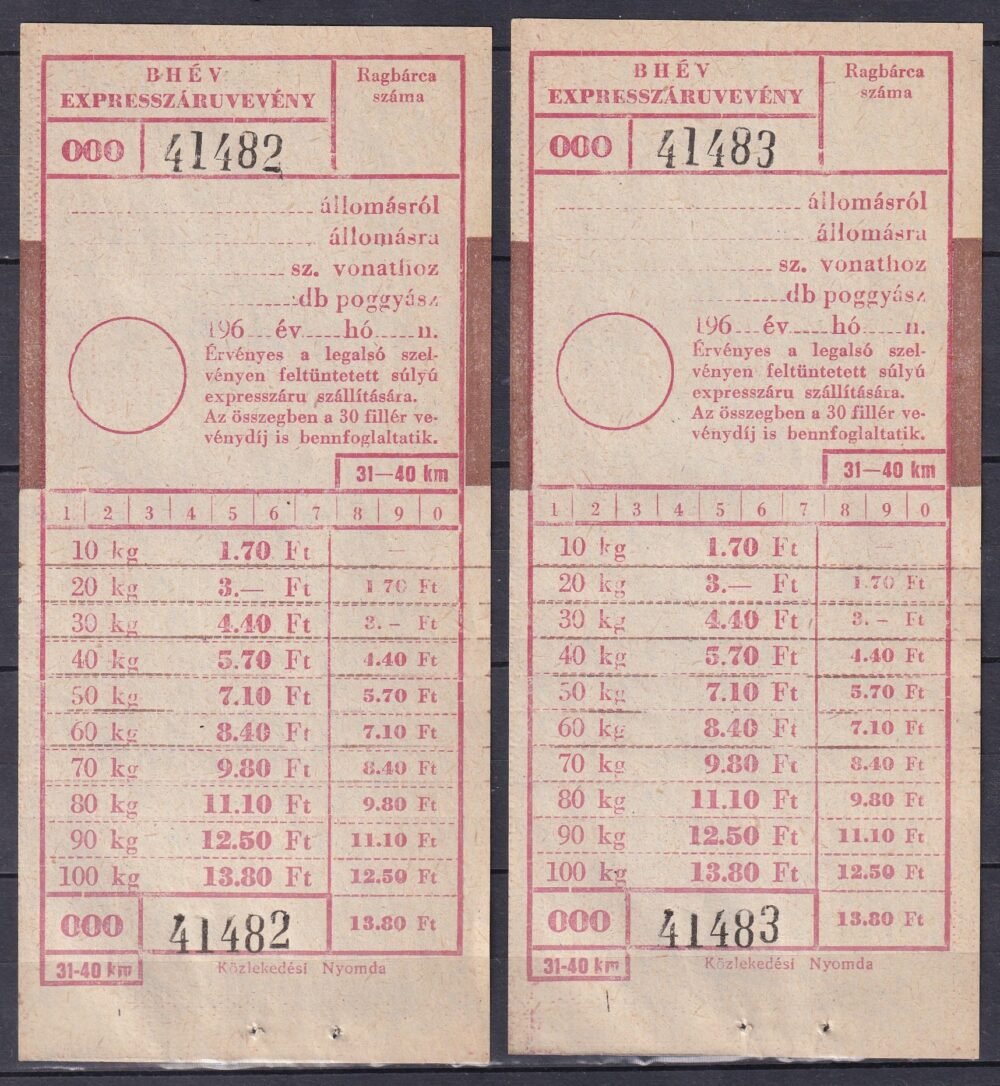 BHÉV
EXPRESSZÁRUVEVÉNY
Ragbárca
száma
000 41482
állomásról
állomásra
sz. vonathoz
db poggyász
196 év hó n.
Érvényes a legalsó szel-
vényen feltüntetett súlyú
expresszáru szállítására.
Az összegben a 30 fillér ve-
vénydíj is bennfoglaltatik.
31—40 km
1 2 3 4 5 6 7 8 9 0
10 kg 1.70 Ft —
20 kg 3.— Ft 1.70 Ft
30 kg 4.40 Ft 3.- Ft
40 kg 5.70 Ft 4.40 Ft
50 kg 7.10 Ft 5.70 Ft
60 kg 8.40 Ft 7.10 Ft
70 kg 9.80 Ft 8.40 Ft
80 kg 11.10 Ft 9.80 Ft
90 kg 12.50 Ft 11.10 Ft
100 kg 13.80 Ft 12.50 Ft
000 41482 13.80 Ft
31-40 km Közlekedési Nyomda
BHÉV
EXPRESSZÁRUVEVÉNY
Ragbárca
száma
000 41483
állomásról
állomásra
sz. vonathoz
db poggyász
196 év hó n.
Érvényes a legalsó szel-
vényen feltüntetett súlyú
expresszáru szállítására.
Az összegben a 30 fillér ve-
vénydíj is bennfoglaltatik.
31—40 km
1 2 3 4 5 6 7 8 9 0
10 kg 1.70 Ft —
20 kg 3.— Ft 1.70 Ft
30 kg 4.40 Ft 3.- Ft
40 kg 5.70 Ft 4.40 Ft
50 kg 7.10 Ft 5.70 Ft
60 kg 8.40 Ft 7.10 Ft
70 kg 9.80 Ft 8.40 Ft
80 kg 11.10 Ft 9.80 Ft
90 kg 12.50 Ft 11.10 Ft
100 kg 13.80 Ft 12.50 Ft
000 41483 13.80 Ft
31-40 km Közlekedési Nyomda